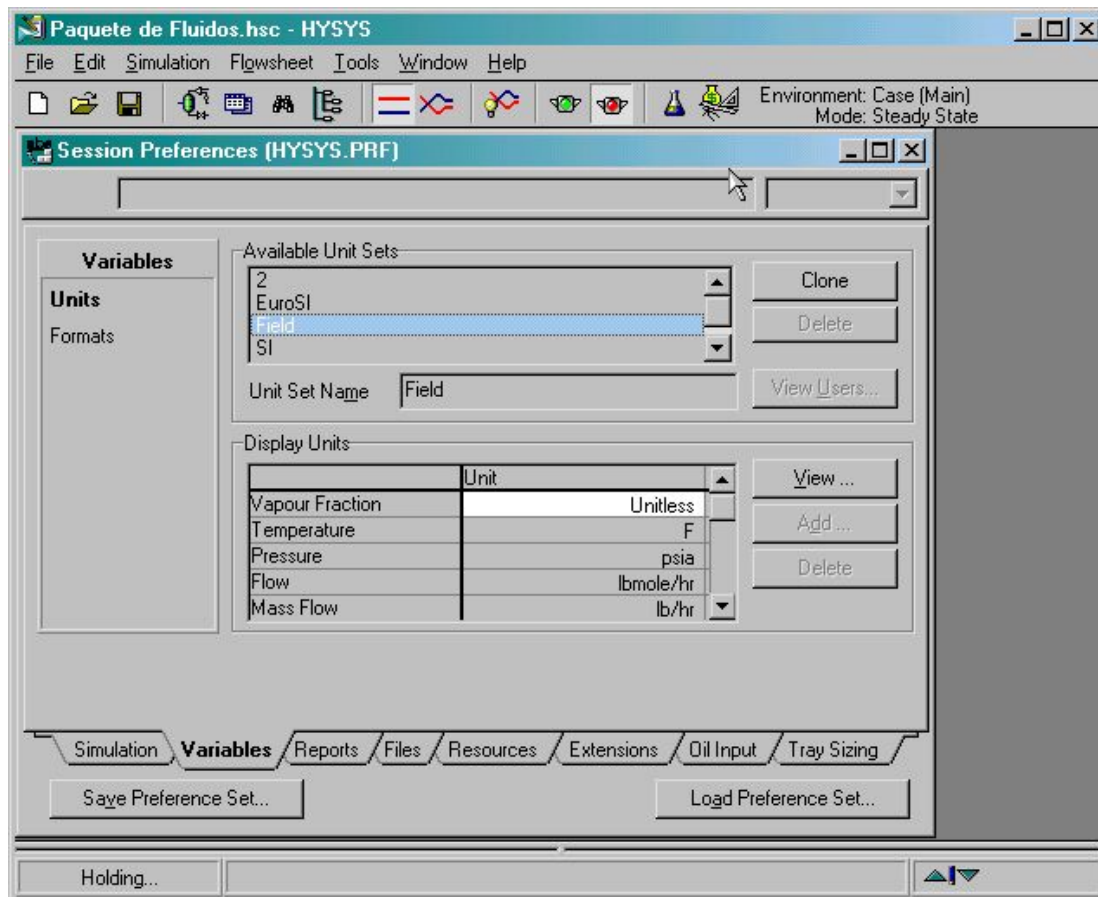 Paquete de Fluidos.hsc - HYSYS
File Edit Simulation Flowsheet Tools Window Help
Environment: Case (Main)
Mode: Steady State
Session Preferences (HYSYS.PRF)
Variables
Units
Formats
Available Unit Sets
2
EuroSI
Field
SI
Clone
Delete
Unit Set Name Field
View Users...
Display Units
Unit
Vapour Fraction Unitless
Temperature F
Pressure psia
Flow lbmole/hr
Mass Flow lb/hr
View ...
Add ...
Delete
Simulation Variables Reports Files Resources Extensions Oil Input Tray Sizing
Save Preference Set... Load Preference Set...
Holding...